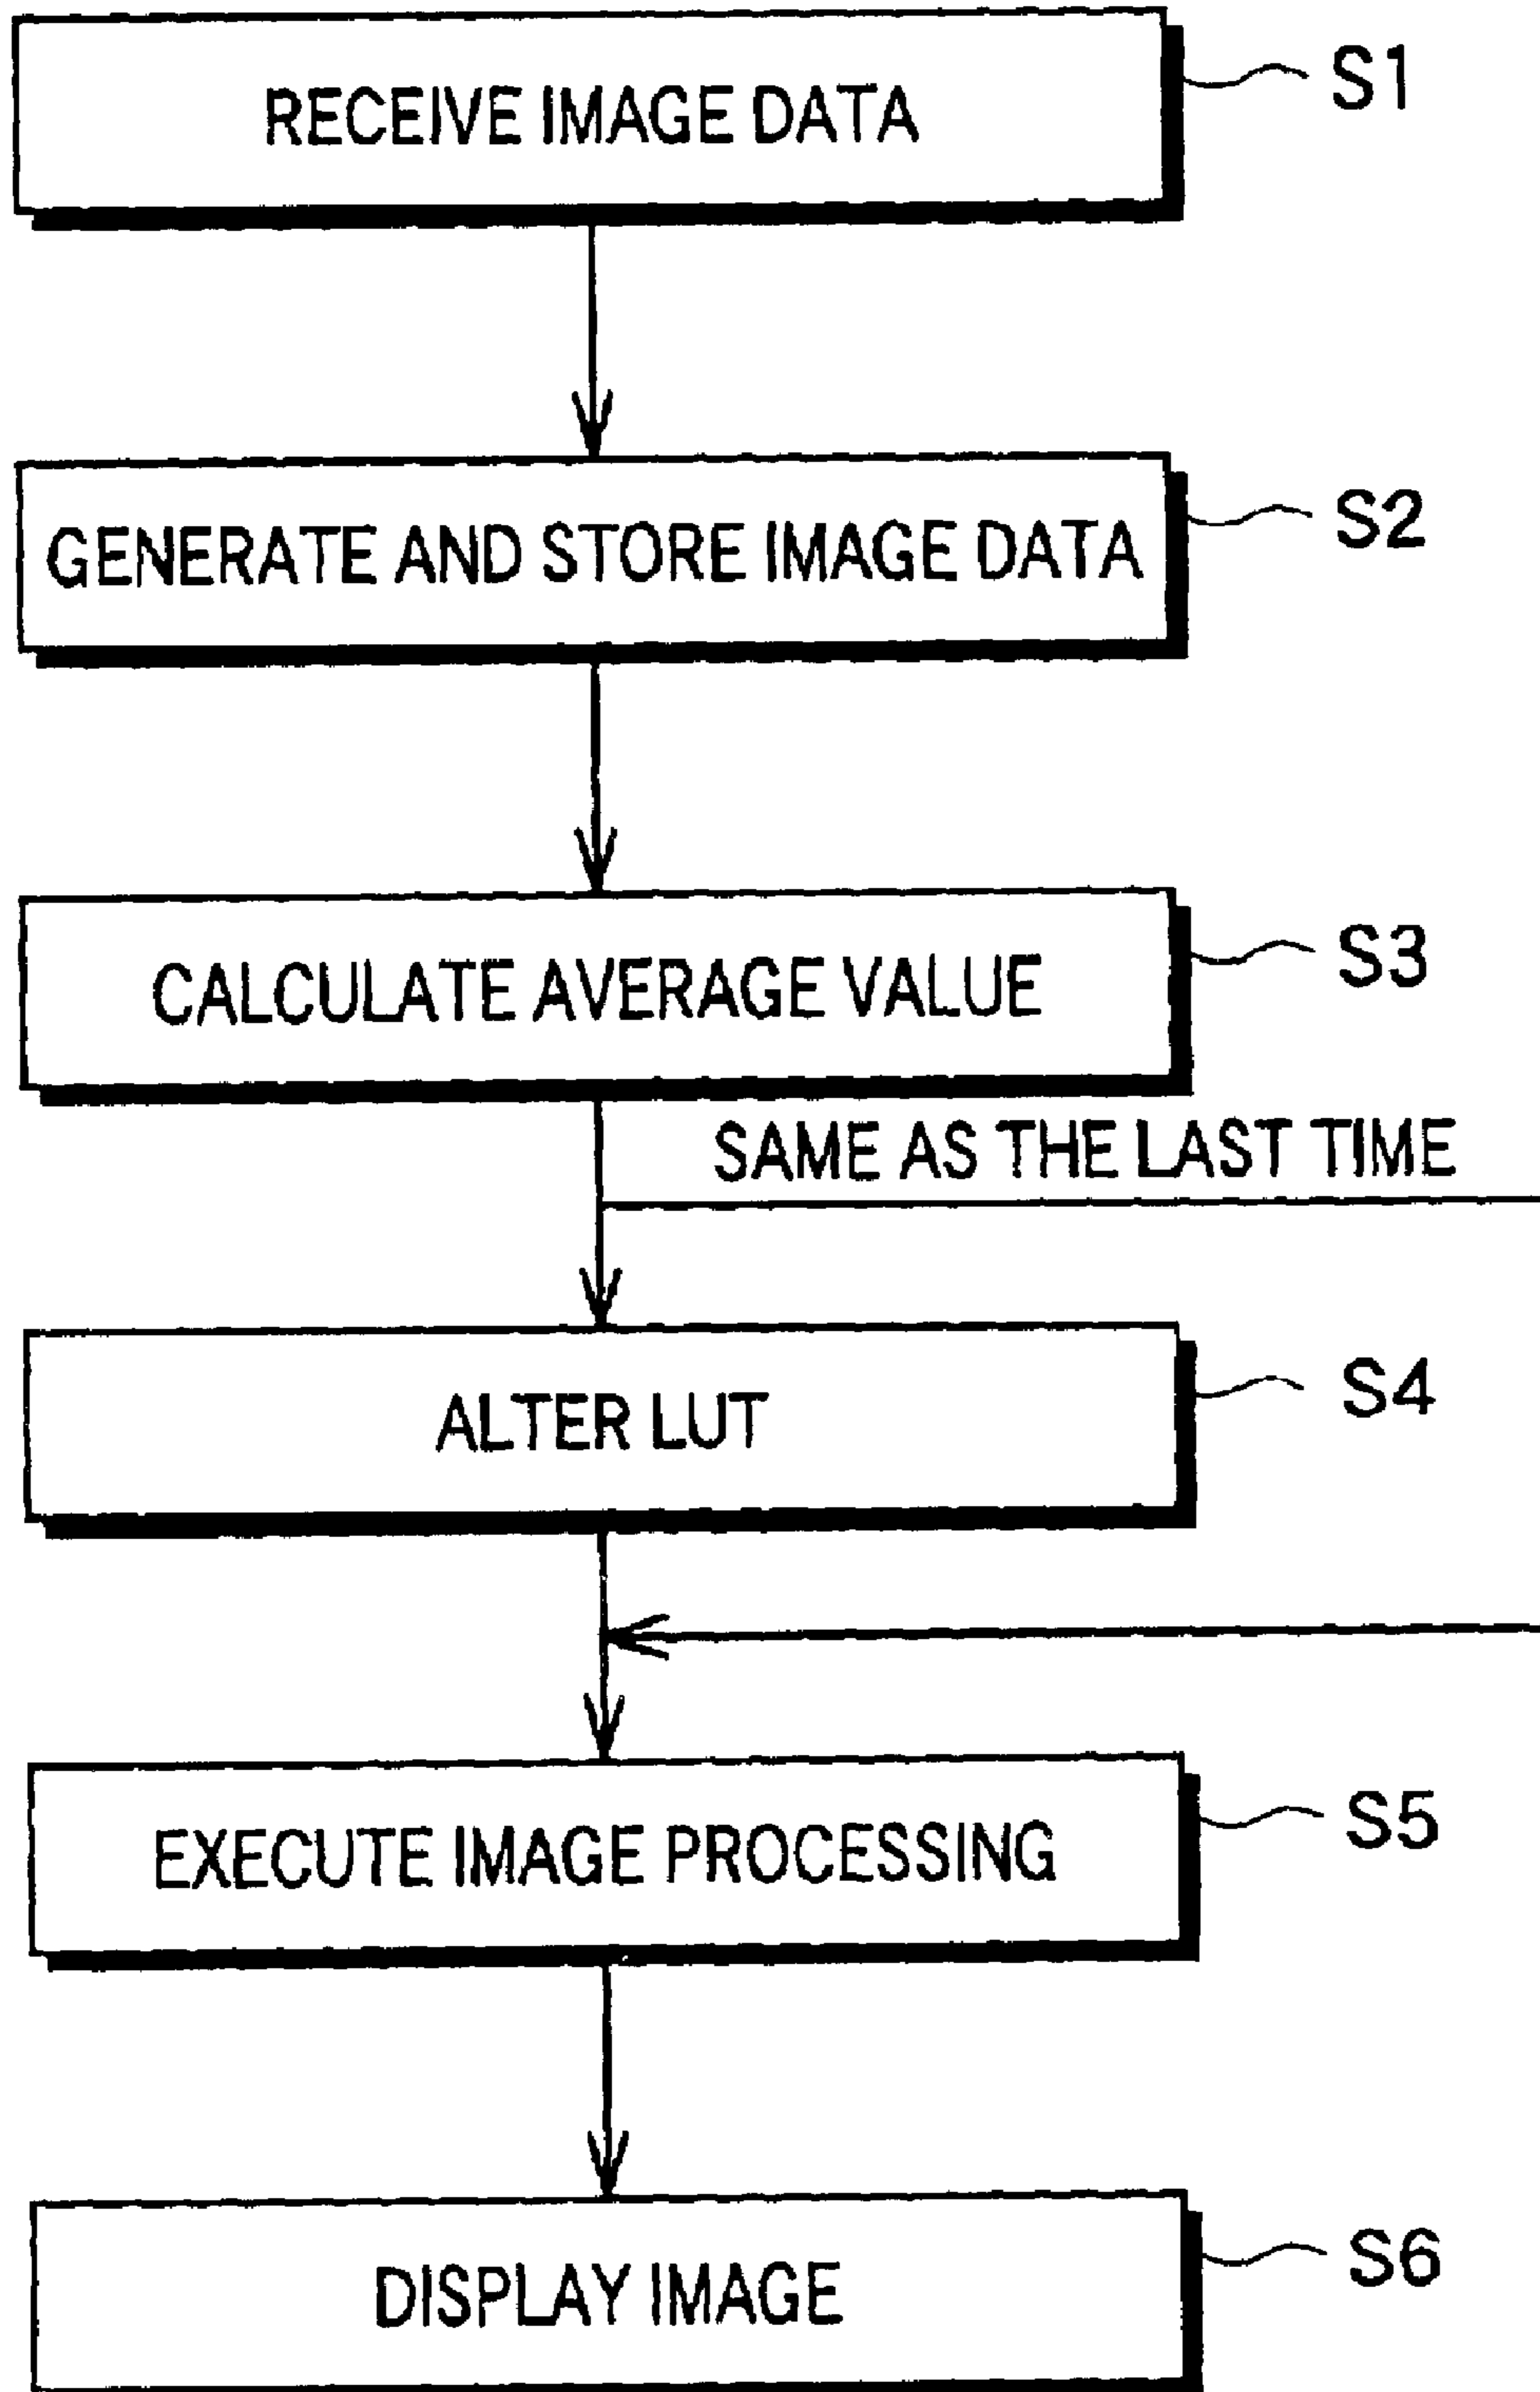 RECEIVE IMAGE DATA
S1
GENERATE AND STORE IMAGE DATA
S2
CALCULATE AVERAGE VALUE
S3
SAME AS THE LAST TIME
ALTER LUT
S4
EXECUTE IMAGE PROCESSING
S5
DISPLAY IMAGE
S6